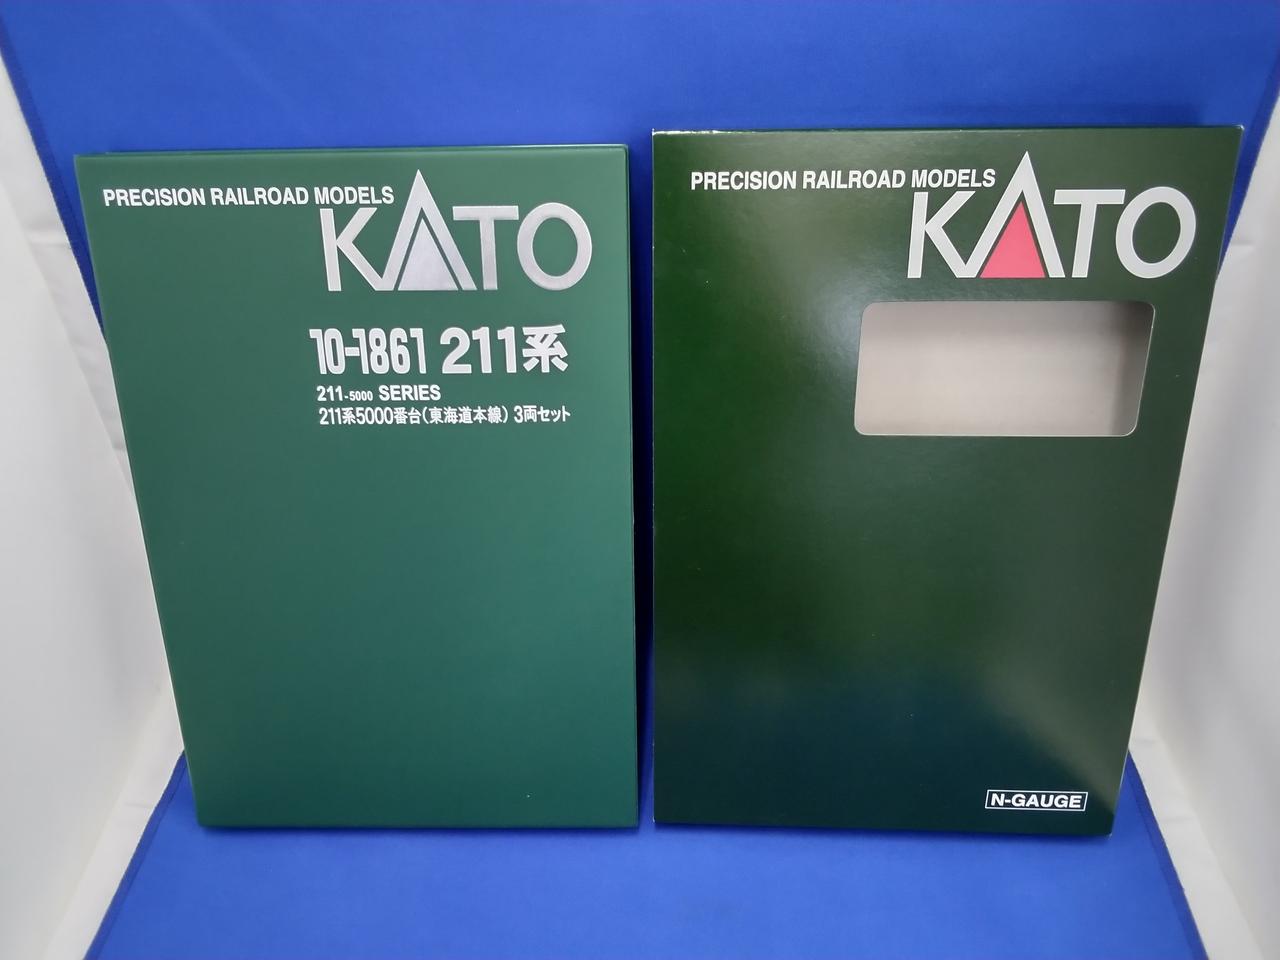 PRECISION RAILROAD MODELS
KATO
10-1861 211系
211-5000 SERIES
211系5000番台(東海道本線) 3両セット
PRECISION RAILROAD MODELS
KATO
N-GAUGE